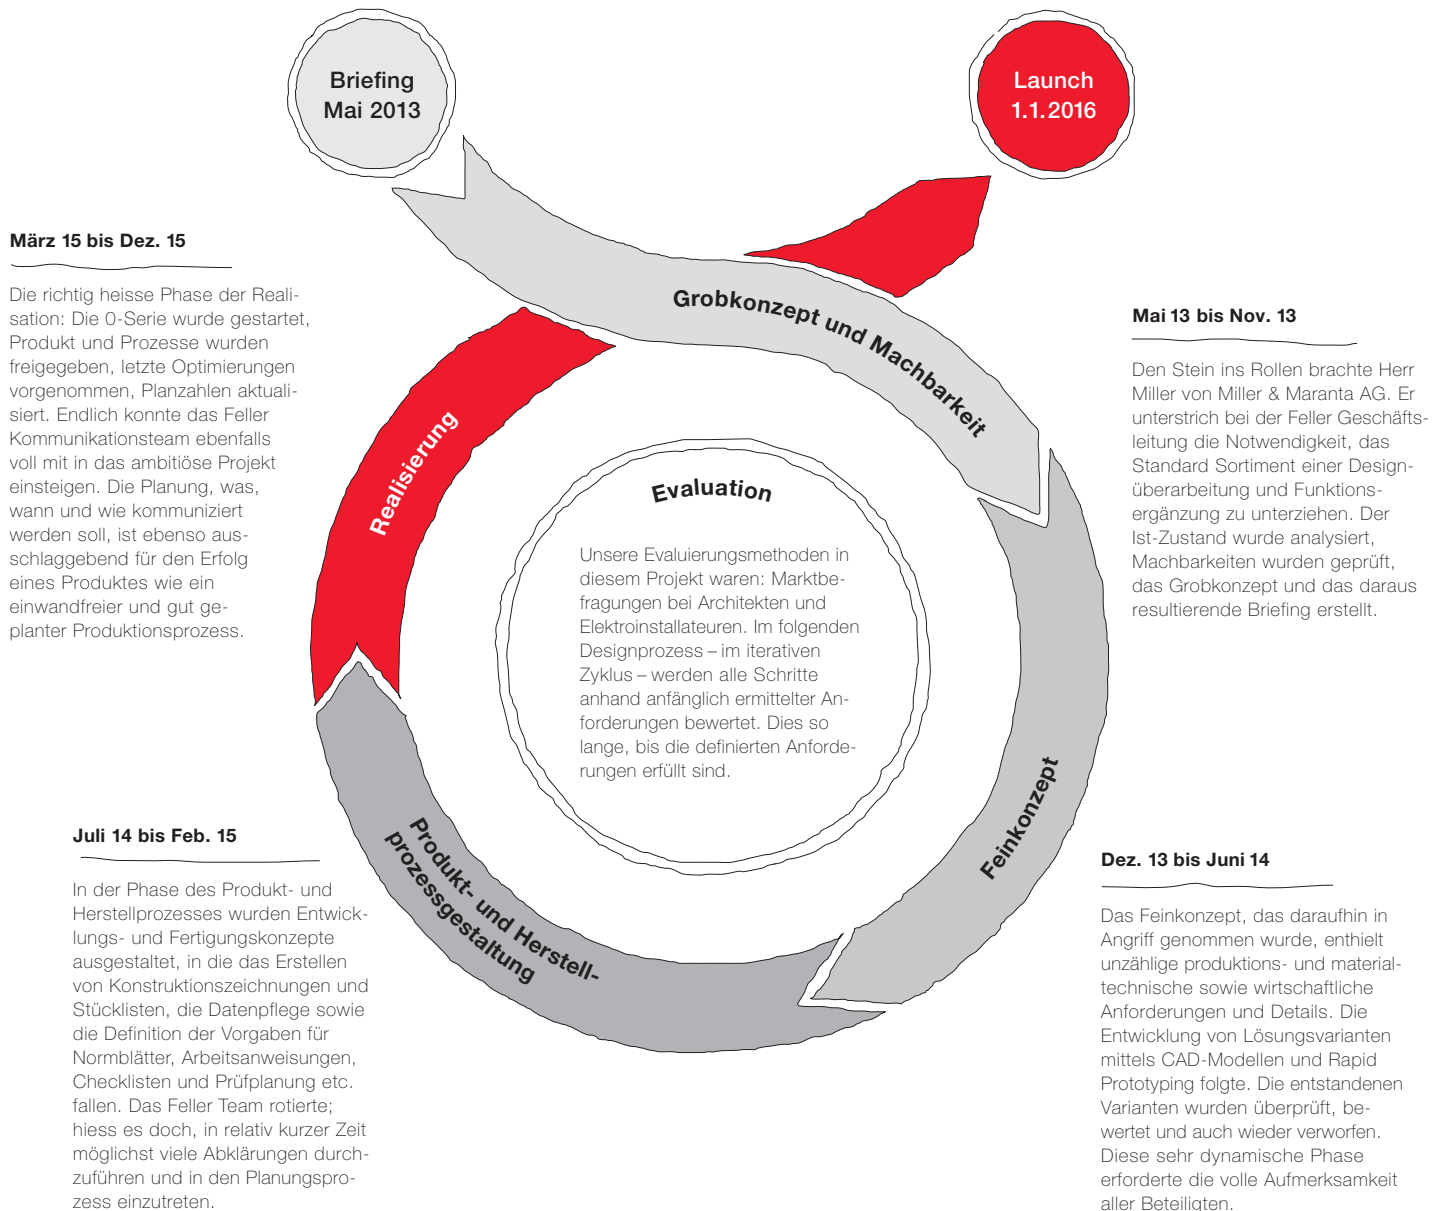 Briefing
Mai 2013
Launch
1.1.2016
Grobkonzept und Machbarkeit
Mai 13 bis Nov. 13
Den Stein ins Rollen brachte Herr
Miller von Miller & Maranta AG. Er
unterstrich bei der Feller Geschäfts-
leitung die Notwendigkeit, das
Standard Sortiment einer Design-
überarbeitung und Funktions-
ergänzung zu unterziehen. Der
Ist-Zustand wurde analysiert,
Machbarkeiten wurden geprüft,
das Grobkonzept und das daraus
resultierende Briefing erstellt.
Feinkonzept
Dez. 13 bis Juni 14
Das Feinkonzept, das daraufhin in
Angriff genommen wurde, enthielt
unzählige produktions- und material-
technische sowie wirtschaftliche
Anforderungen und Details. Die
Entwicklung von Lösungsvarianten
mittels CAD-Modellen und Rapid
Prototyping folgte. Die entstandenen
Varianten wurden überprüft, be-
wertet und auch wieder verworfen.
Diese sehr dynamische Phase
erforderte die volle Aufmerksamkeit
aller Beteiligten.
Produkt- und Herstell-
prozessgestaltung
Juli 14 bis Feb. 15
In der Phase des Produkt- und
Herstellprozesses wurden Entwick-
lungs- und Fertigungskonzepte
ausgestaltet, in die das Erstellen
von Konstruktionszeichnungen und
Stücklisten, die Datenpflege sowie
die Definition der Vorgaben für
Normblätter, Arbeitsanweisungen,
Checklisten und Prüfplanung etc.
fallen. Das Feller Team rotierte;
hiess es doch, in relativ kurzer Zeit
möglichst viele Abklärungen durch-
zuführen und in den Planungspro-
zess einzutreten.
Realisierung
März 15 bis Dez. 15
Die richtig heisse Phase der Reali-
sation: Die 0-Serie wurde gestartet,
Produkt und Prozesse wurden
freigegeben, letzte Optimierungen
vorgenommen, Planzahlen aktuali-
siert. Endlich konnte das Feller
Kommunikationsteam ebenfalls
voll mit in das ambitiöse Projekt
einsteigen. Die Planung, was,
wann und wie kommuniziert
werden soll, ist ebenso aus-
schlaggebend für den Erfolg
eines Produktes wie ein
einwandfreier und gut ge-
planter Produktionsprozess.
Evaluation
Unsere Evaluierungsmethoden in
diesem Projekt waren: Marktbe-
fragungen bei Architekten und
Elektroinstallateuren. Im folgenden
Designprozess – im iterativen
Zyklus – werden alle Schritte
anhand anfänglich ermittelter An-
forderungen bewertet. Dies so
lange, bis die definierten Anforde-
rungen erfüllt sind.